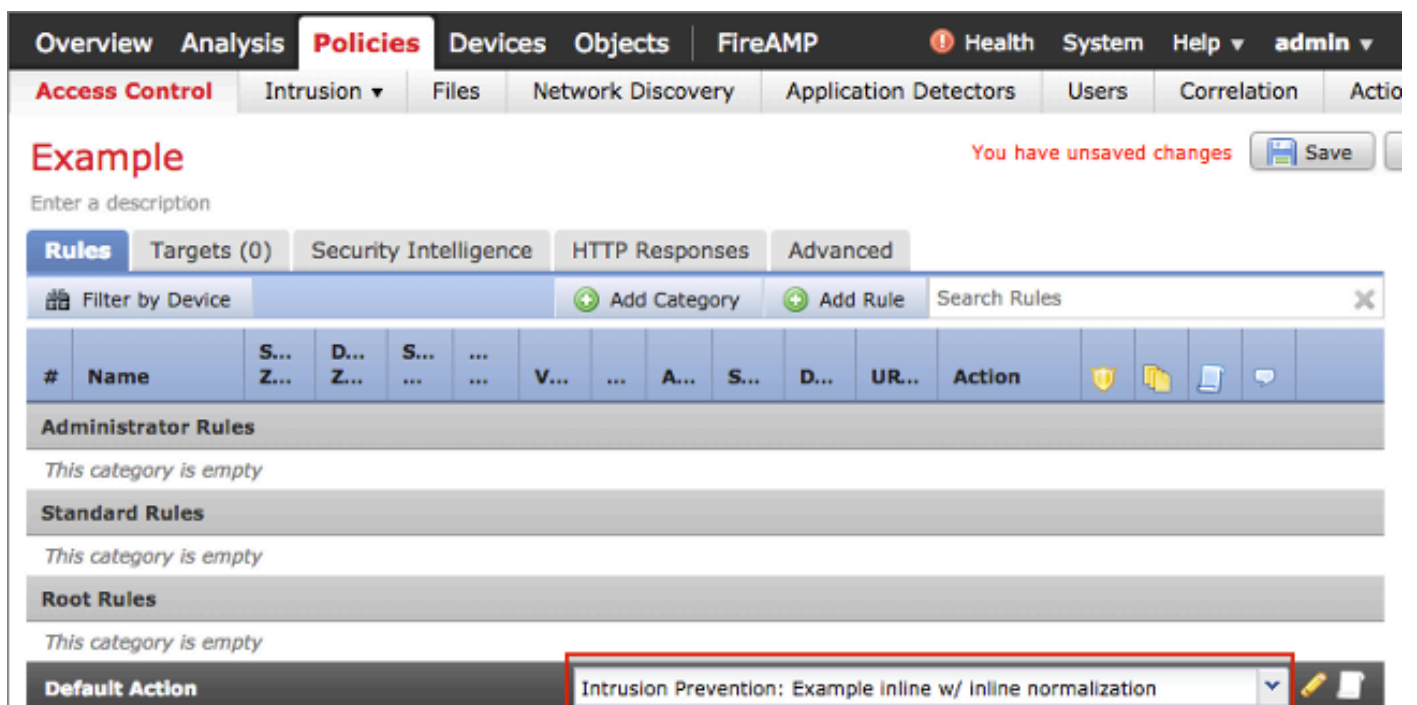 Overview Analysis Policies Devices Objects FireAMP Health System Help admin
Access Control Intrusion Files Network Discovery Application Detectors Users Correlation Actio
Example
You have unsaved changes Save
Enter a description
Rules Targets (0) Security Intelligence HTTP Responses Advanced
Filter by Device Add Category Add Rule Search Rules
S... D... S... ...
# Name Z... Z... ... ... V... ... A... S... D... UR... Action
Administrator Rules
This category is empty
Standard Rules
This category is empty
Root Rules
This category is empty
Default Action Intrusion Prevention: Example inline w/ inline normalization